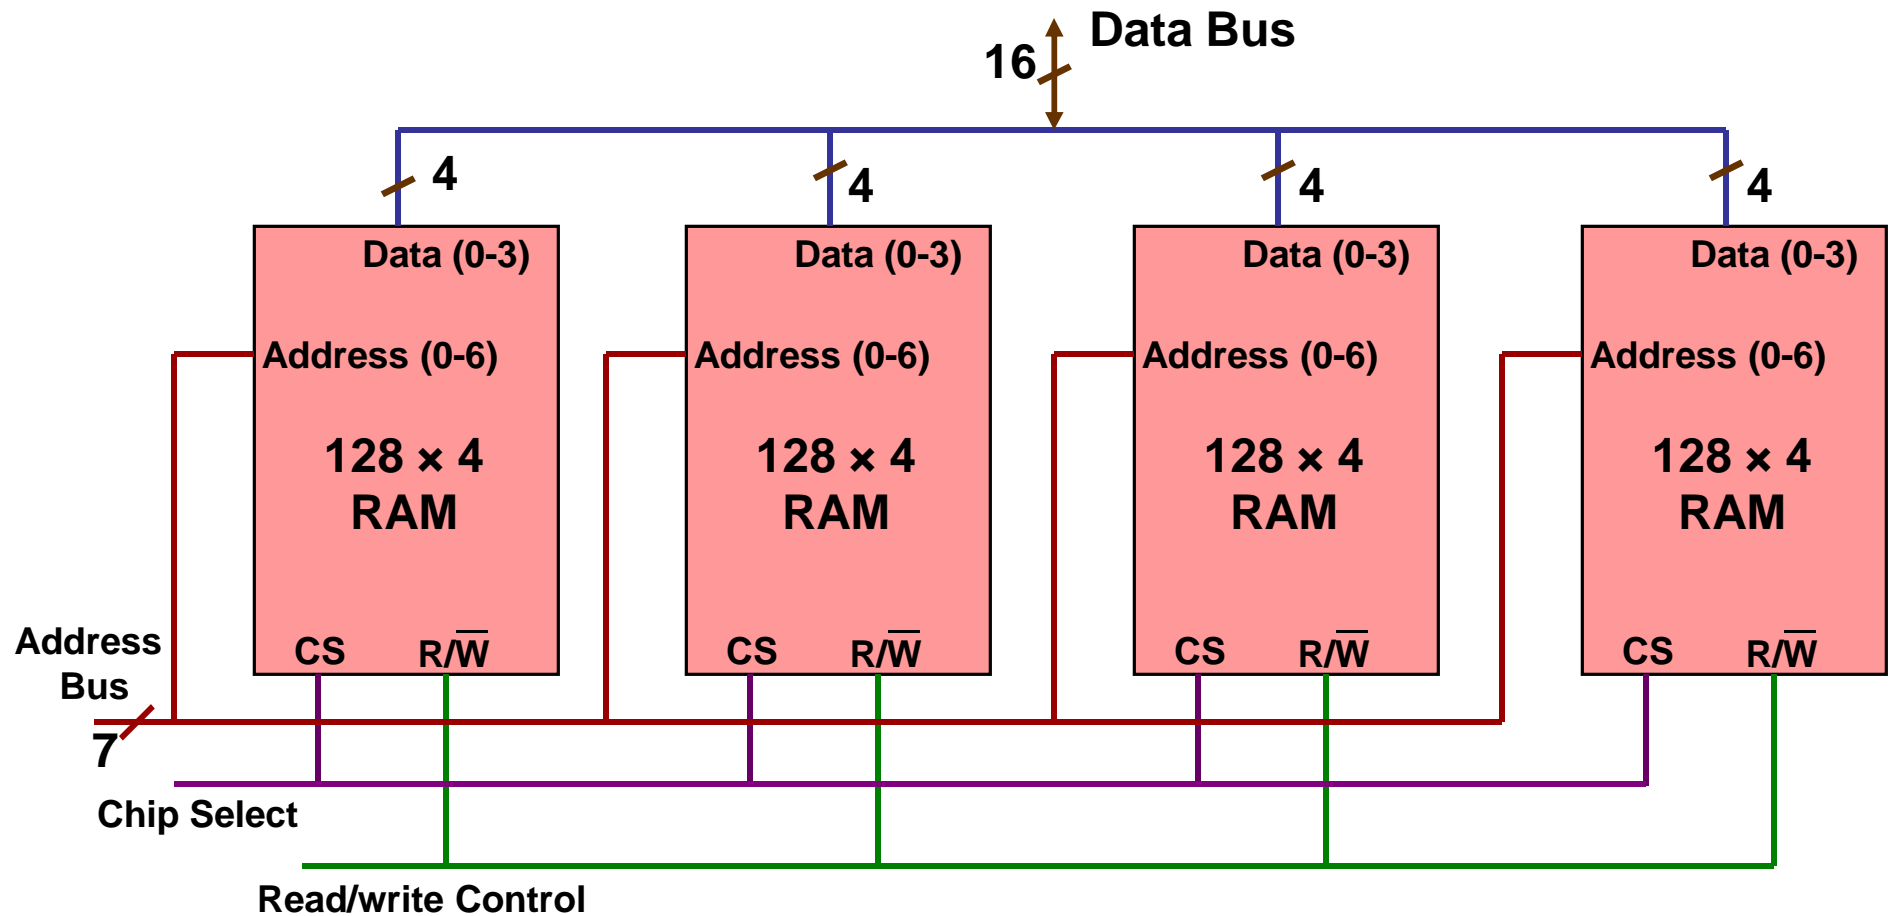 Data Bus
16
4
4
4
4
Data (0-3)
Data (0-3)
Data (0-3)
Data (0-3)
Address (0-6)
Address (0-6)
Address (0-6)
Address (0-6)
128 × 4
RAM
128 × 4
RAM
128 × 4
RAM
128 × 4
RAM
CS
R/W̅
CS
R/W̅
CS
R/W̅
CS
R/W̅
Address
Bus
7
Chip Select
Read/write Control